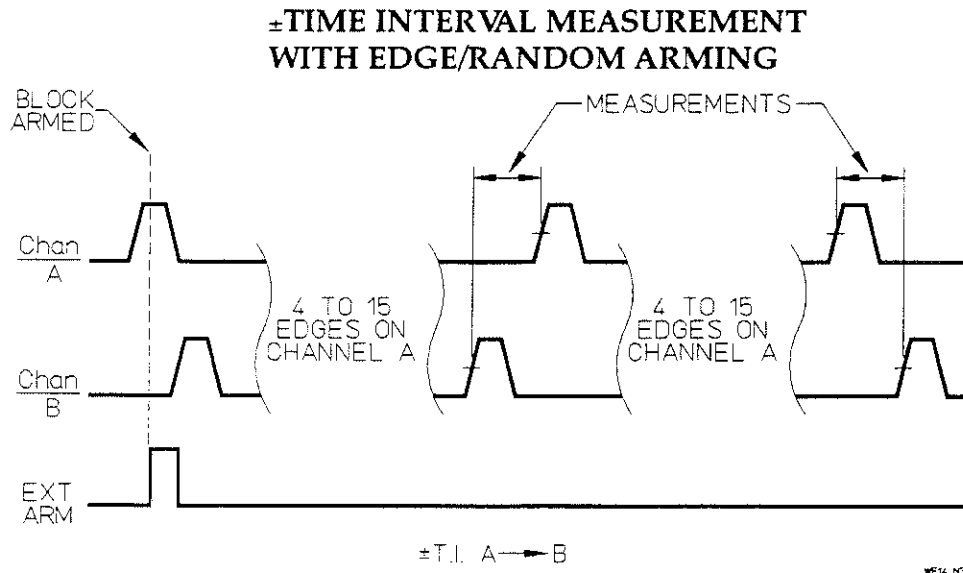 ±TIME INTERVAL MEASUREMENT
WITH EDGE/RANDOM ARMING
BLOCK
ARMED
MEASUREMENTS
Chan
A
4 TO 15
EDGES ON
CHANNEL A
4 TO 15
EDGES ON
CHANNEL A
Chan
B
EXT
ARM
±T.I. A→B